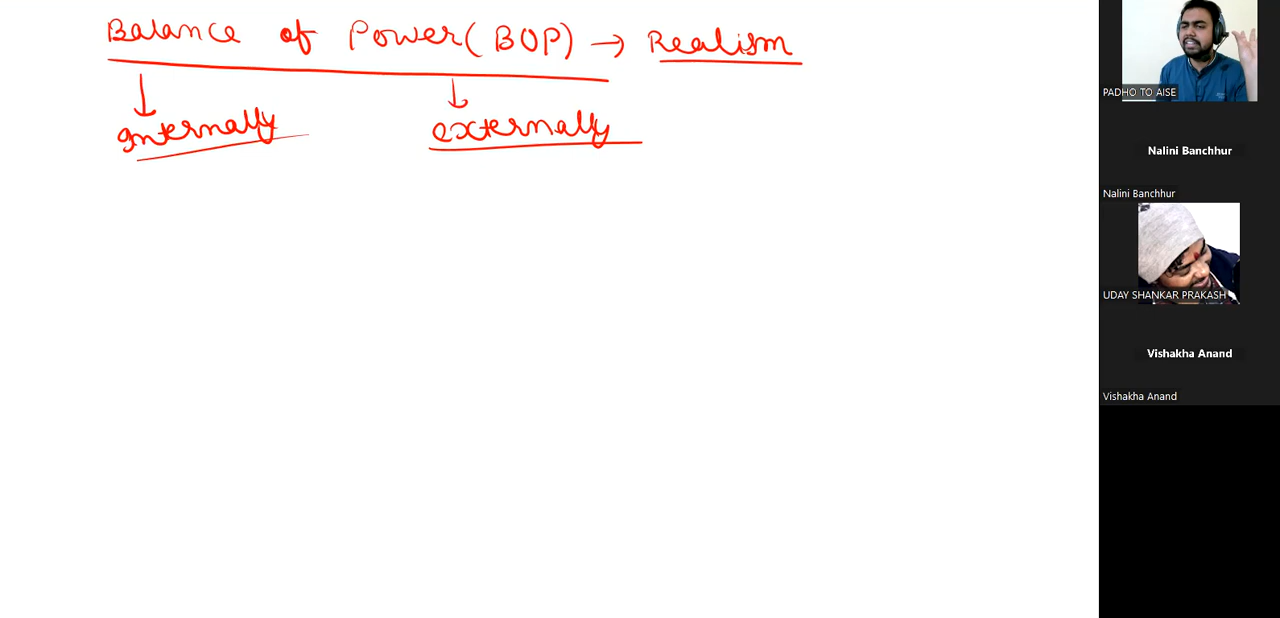 Balance of Power (BOP) → Realism
Internally externally
PADHO TO AISE
Nalini Banchhur
Nalini Banchhur
UDAY SHANKAR PRAKASH
Vishakha Anand
Vishakha Anand